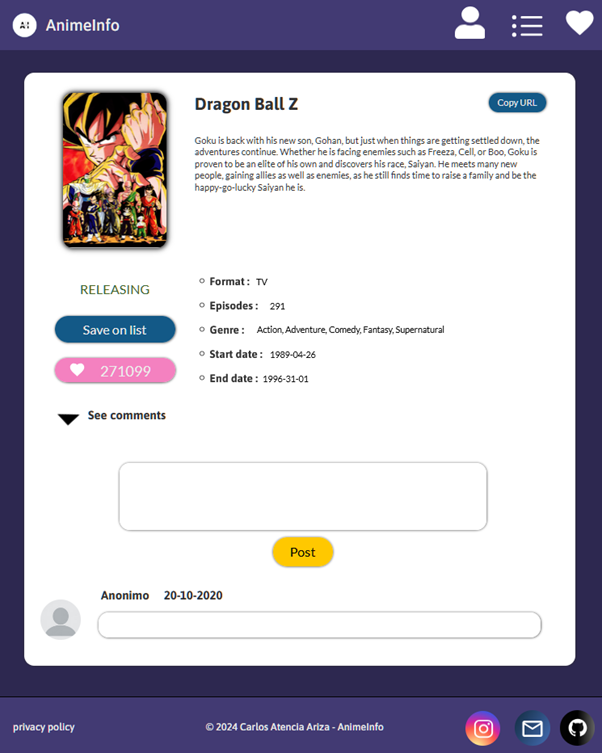 AI AnimeInfo
Dragon Ball Z
Copy URL
Goku is back with his new son, Gohan, but just when things are getting settled down, the
adventures continue. Whether he is facing enemies such as Freeza, Cell, or Boo, Goku is
proven to be an elite of his own and discovers his race, Saiyan. He meets many new
people, gaining allies as well as enemies, as he still finds time to raise a family and be the
happy-go-lucky Saiyan he is.
RELEASING
Save on list
271099
Format : TV
Episodes : 291
Genre : Action, Adventure, Comedy, Fantasy, Supernatural
Start date : 1989-04-26
End date : 1996-31-01
See comments
Post
Anonimo 20-10-2020
privacy policy
© 2024 Carlos Atencia Ariza - AnimeInfo